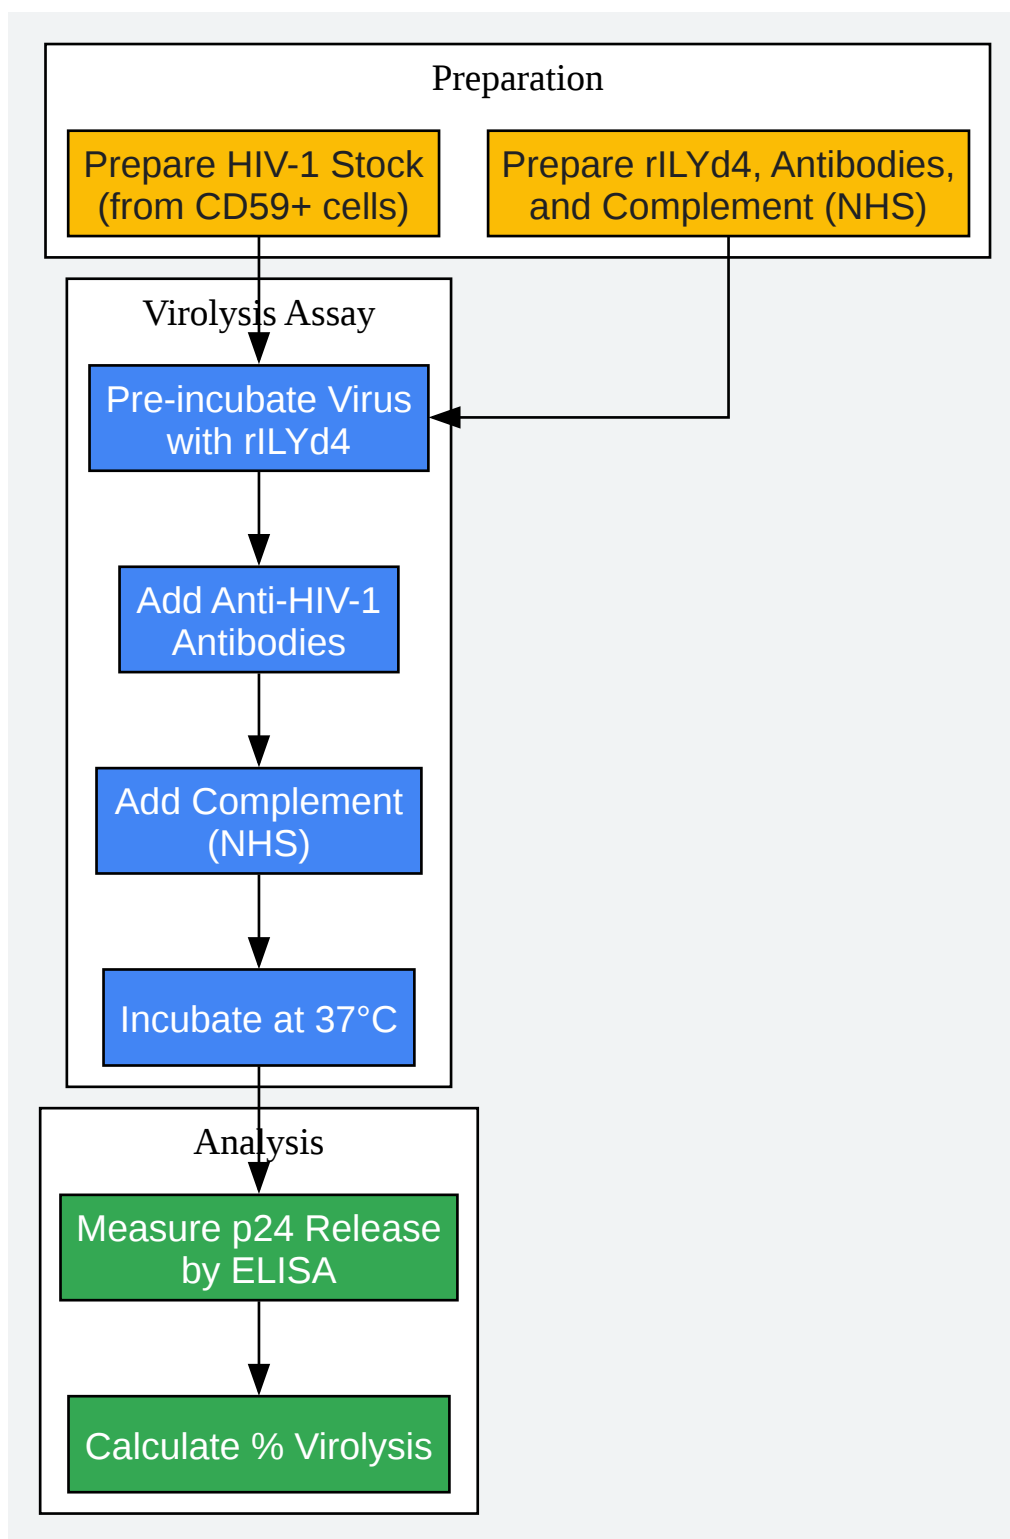 Preparation
Prepare HIV-1 Stock
(from CD59+ cells)
Prepare rILYd4, Antibodies,
and Complement (NHS)
Virolysis Assay
Pre-incubate Virus
with rILYd4
Add Anti-HIV-1
Antibodies
Add Complement
(NHS)
Incubate at 37°C
Analysis
Measure p24 Release
by ELISA
Calculate % Virolysis